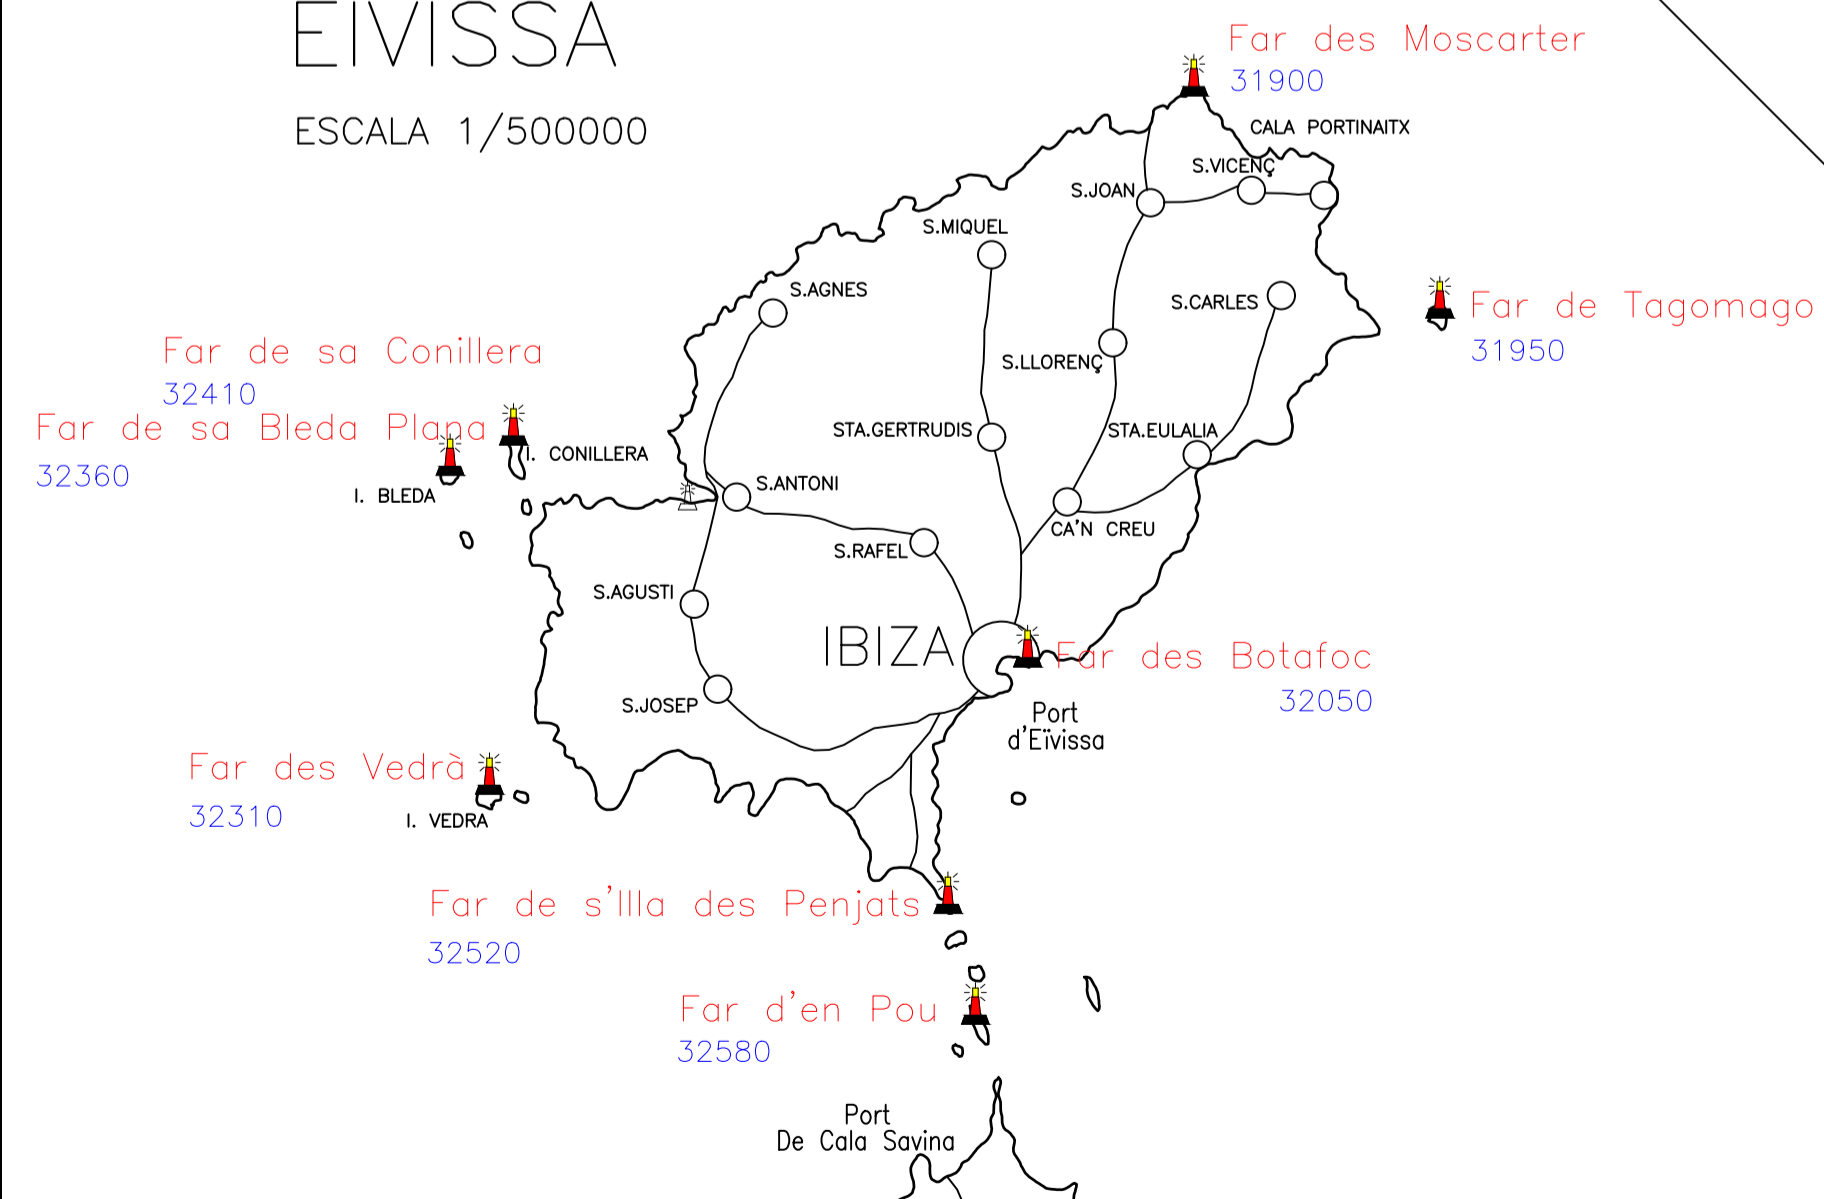 EIVISSA
ESCALA 1/500000
Far des Moscarter
31900
CALA PORTINAITX
S.VICENÇ
S.JOAN
S.MIQUEL
S.AGNES
S.CARLES
Far de Tagomago
31950
Far de sa Conillera
32410
S.LLORENÇ
Far de sa Bleda Plana
32360
I. CONILLERA
I. BLEDA
STA.GERTRUDIS
STA.EULALIA
S.ANTONI
CA'N CREU
S.RAFEL
S.AGUSTI
IBIZA
Far des Botafoc
32050
S.JOSEP
Port
d'Eïvissa
Far des Vedrà
32310
I. VEDRA
Far de s'Illa des Penjats
32520
Far d'en Pou
32580
Port
De Cala Savina